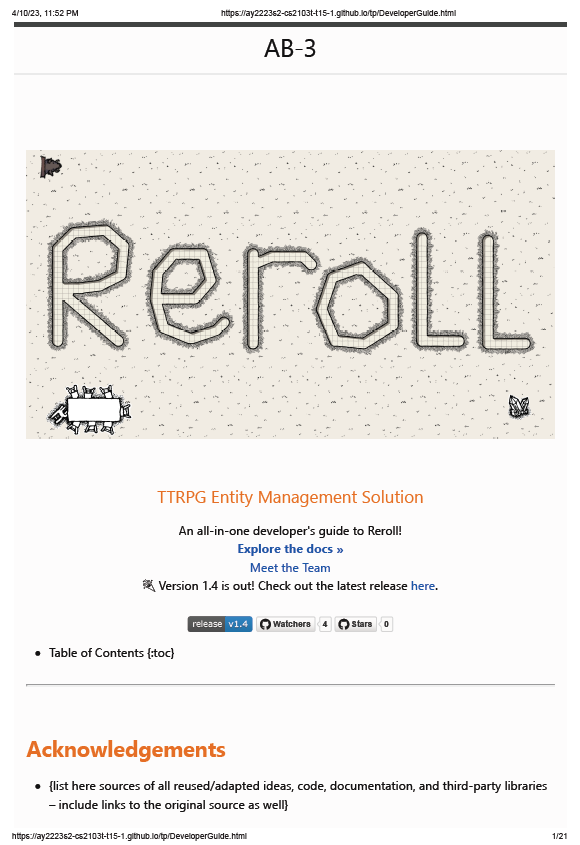 4/10/23, 11:52 PM
https://ay2223s2-cs2103t-t15-1.github.io/tp/DeveloperGuide.html
AB-3
Reroll
TTRPG Entity Management Solution
An all-in-one developer's guide to Reroll!
Explore the docs »
Meet the Team
Version 1.4 is out! Check out the latest release here.
release v1.4 Watchers 4 Stars 0
• Table of Contents {:toc}
Acknowledgements
• {list here sources of all reused/adapted ideas, code, documentation, and third-party libraries
– include links to the original source as well}
https://ay2223s2-cs2103t-t15-1.github.io/tp/DeveloperGuide.html
1/21